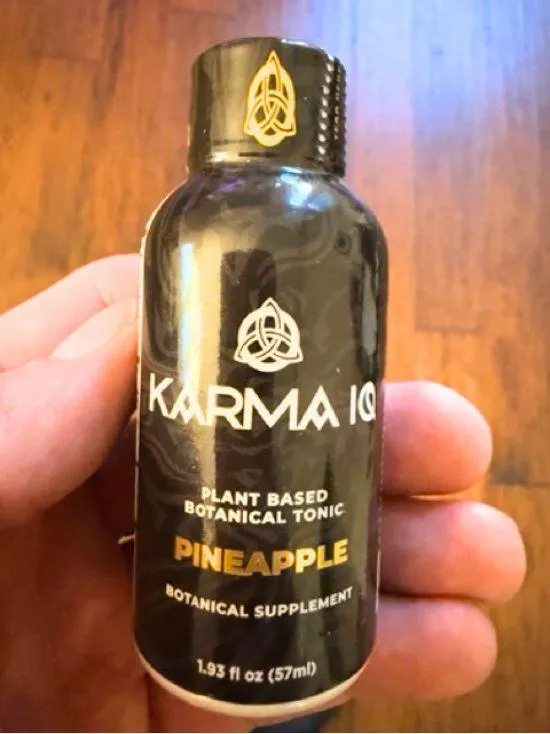 KARMA IQ
PLANT BASED
BOTANICAL TONIC
PINEAPPLE
BOTANICAL SUPPLEMENT
1.93 fl oz (57ml)